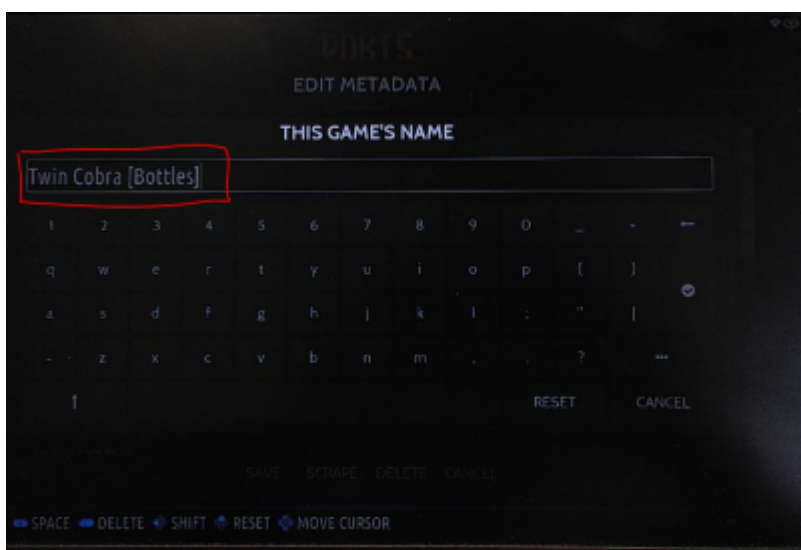 PORTS
EDIT METADATA
THIS GAME'S NAME
Twin Cobra [Bottles]
1 2 3 4 5 6 7 8 9 0 _ ←
q w e r t y u i o p [ ]
a s d f g h j k l |
- z x c v b n m ?
↑ RESET CANCEL
SAVE SCRAPE DELETE CANCEL
SPACE DELETE SHIFT RESET MOVE CURSOR